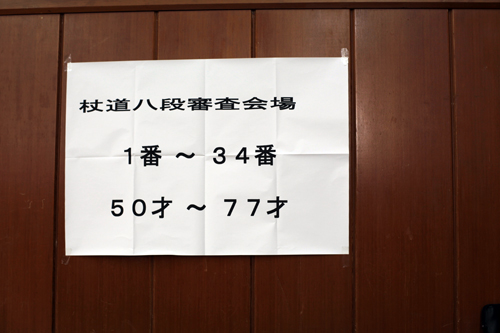 杖道八段審査会場
1番 ～ 34番
50才 ～ 77才